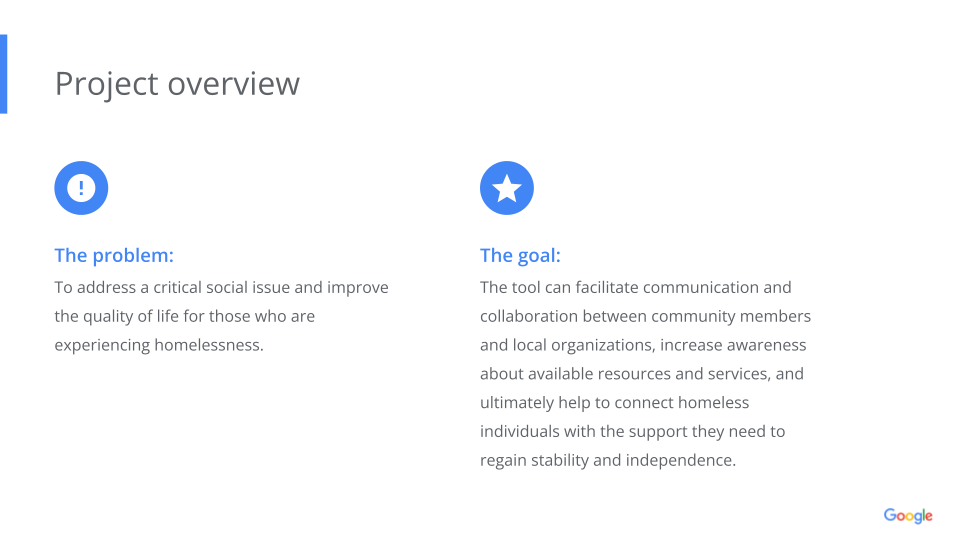 Project overview
The problem:
To address a critical social issue and improve
the quality of life for those who are
experiencing homelessness.
The goal:
The tool can facilitate communication and
collaboration between community members
and local organizations, increase awareness
about available resources and services, and
ultimately help to connect homeless
individuals with the support they need to
regain stability and independence.
Google